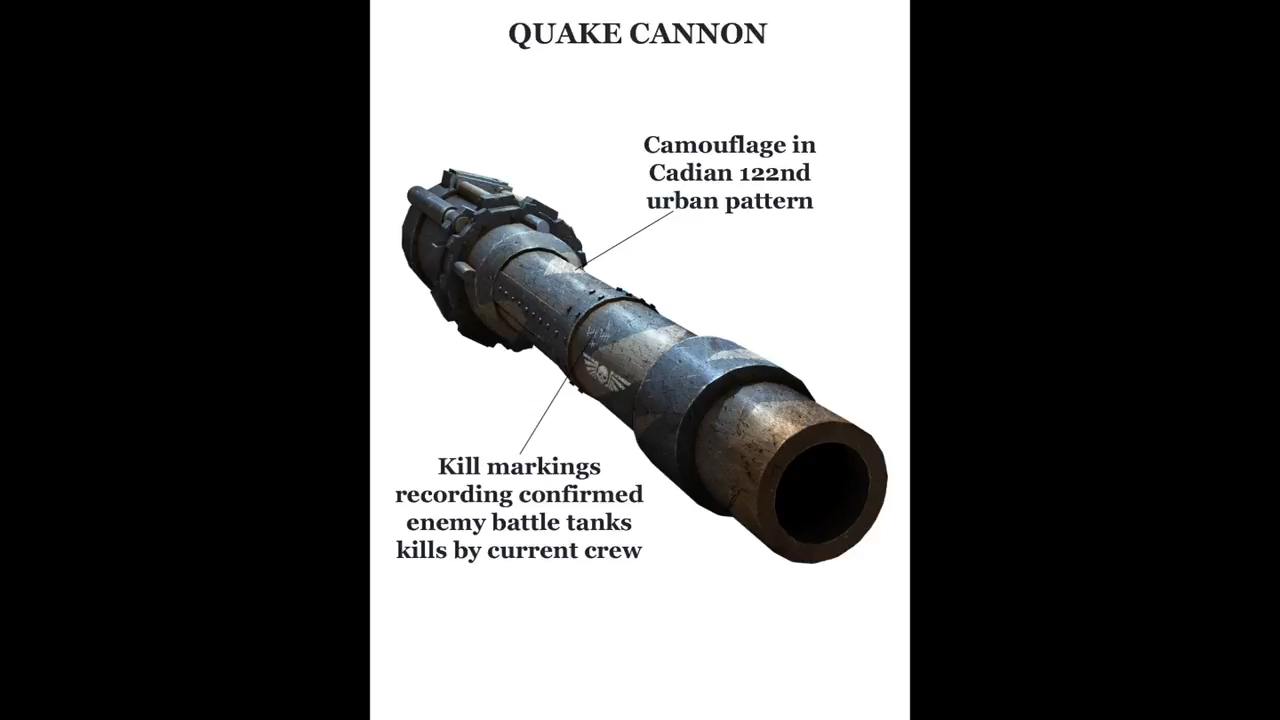 QUAKE CANNON
Camouflage in
Cadian 122nd
urban pattern
Kill markings
recording confirmed
enemy battle tanks
kills by current crew